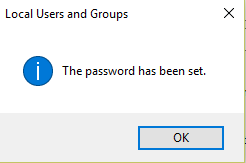 Local Users and Groups
The password has been set.
OK